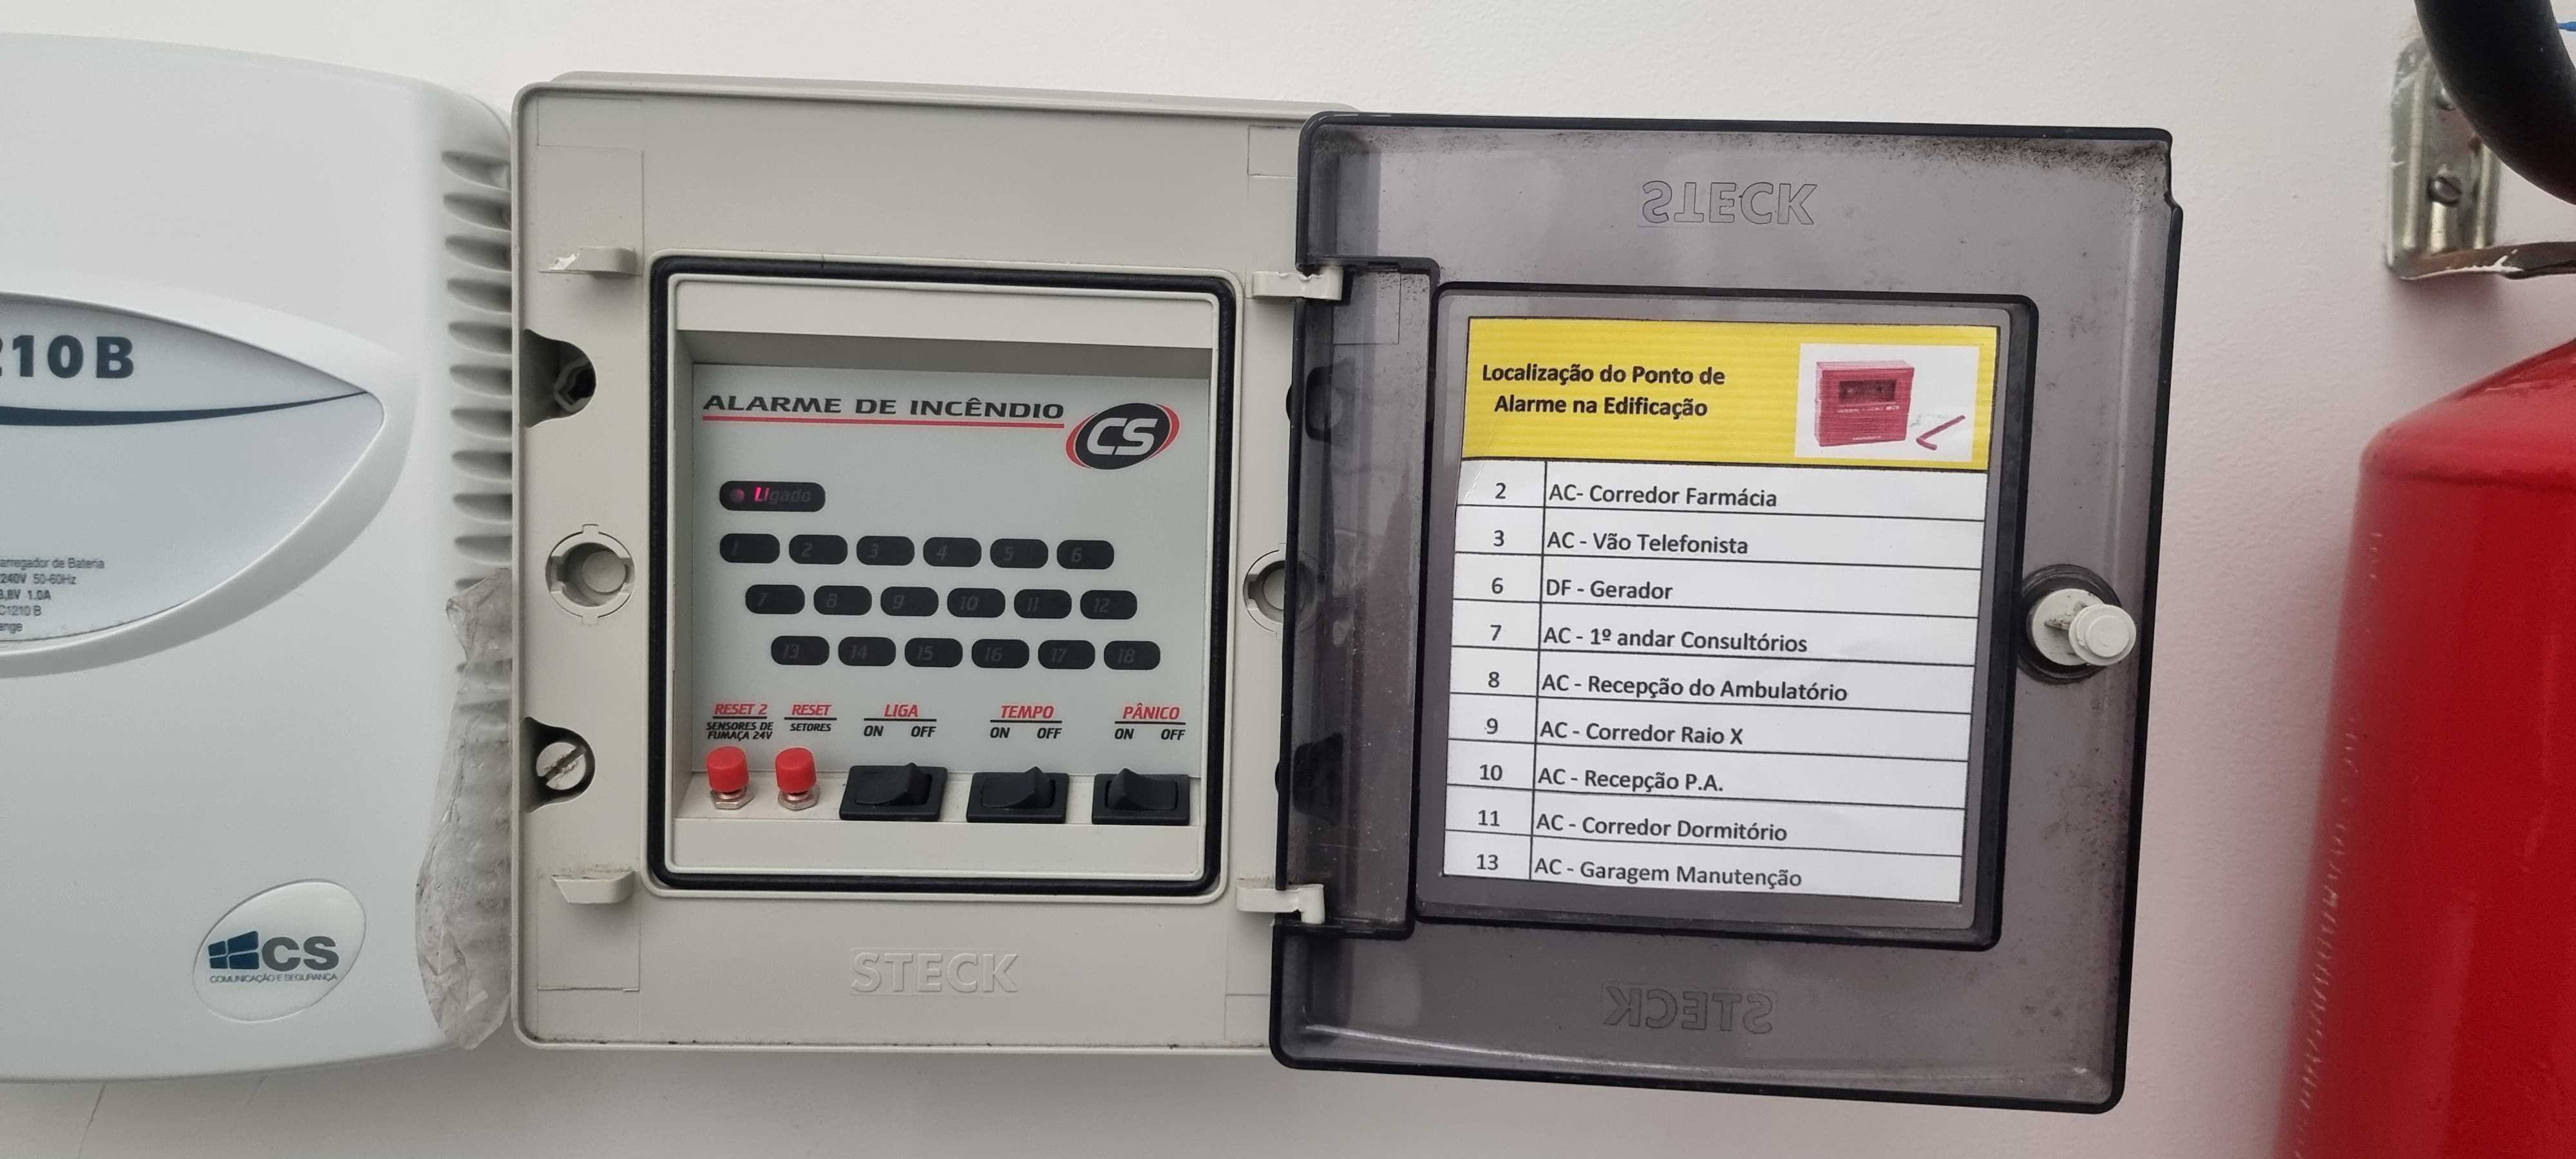 210B
arregador de Bateria
240V 50-60Hz
3,8V 1.0A
C1210 B
ange
CS
COMUNICAÇÃO E SEGURANÇA
ALARME DE INCÊNDIO
CS
Ligado
1 2 3 4 5 6
7 8 9 10 11 12
13 14 15 16 17 18
RESET 2 RESET LIGA TEMPO PÂNICO
SENSORES DE SETORES ON OFF ON OFF ON OFF
FUMAÇA 24V
STECK
STECK
Localização do Ponto de
Alarme na Edificação
2 AC- Corredor Farmácia
3 AC - Vão Telefonista
6 DF - Gerador
7 AC - 1º andar Consultórios
8 AC - Recepção do Ambulatório
9 AC - Corredor Raio X
10 AC - Recepção P.A.
11 AC - Corredor Dormitório
13 AC - Garagem Manutenção
STECK